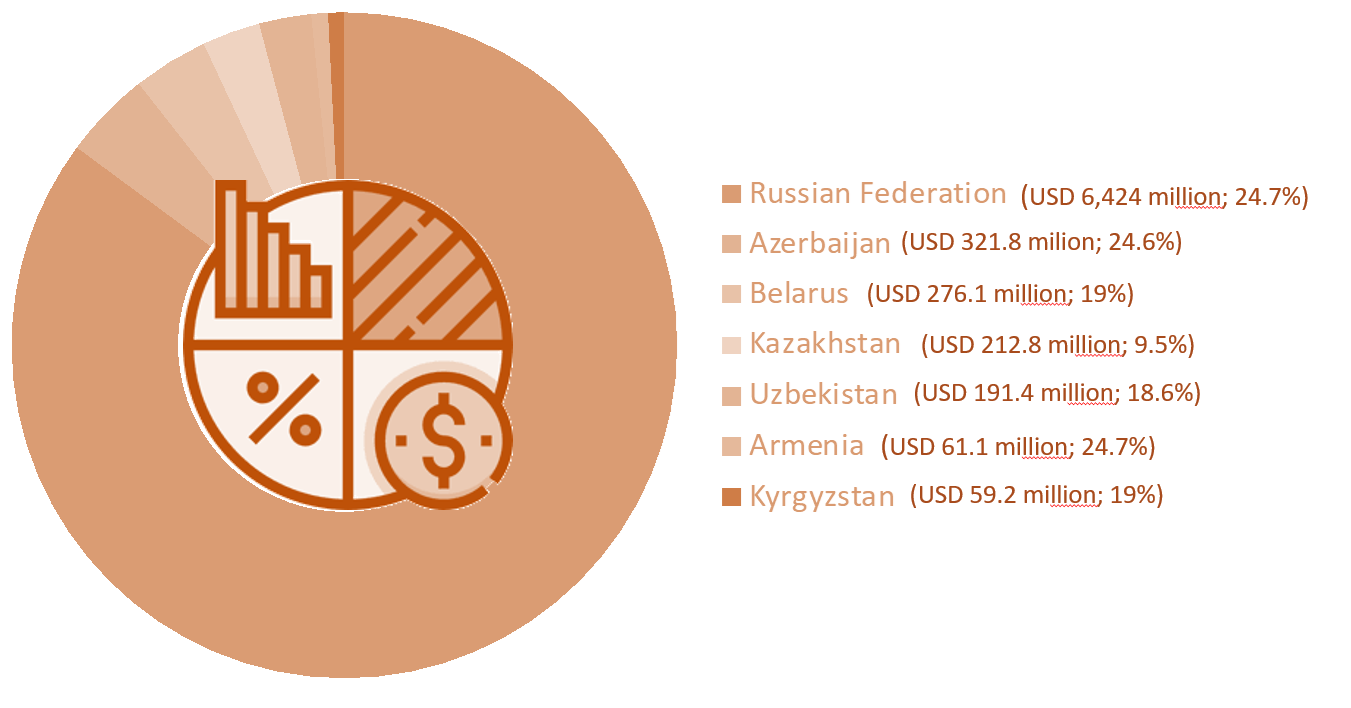 Russian Federation (USD 6,424 million; 24.7%)
Azerbaijan (USD 321.8 milion; 24.6%)
Belarus (USD 276.1 million; 19%)
Kazakhstan (USD 212.8 million; 9.5%)
Uzbekistan (USD 191.4 million; 18.6%)
Armenia (USD 61.1 million; 24.7%)
Kyrgyzstan (USD 59.2 million; 19%)
%
$